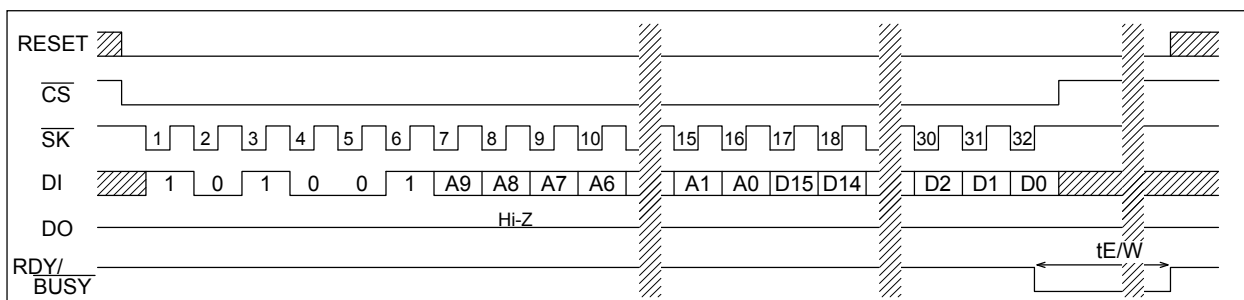 RESET
CS
SK 1 2 3 4 5 6 7 8 9 10 15 16 17 18 30 31 32
DI 1 0 1 0 0 1 A9 A8 A7 A6 A1 A0 D15 D14 D2 D1 D0
Hi-Z
DO
tE/W
RDY/
BUSY